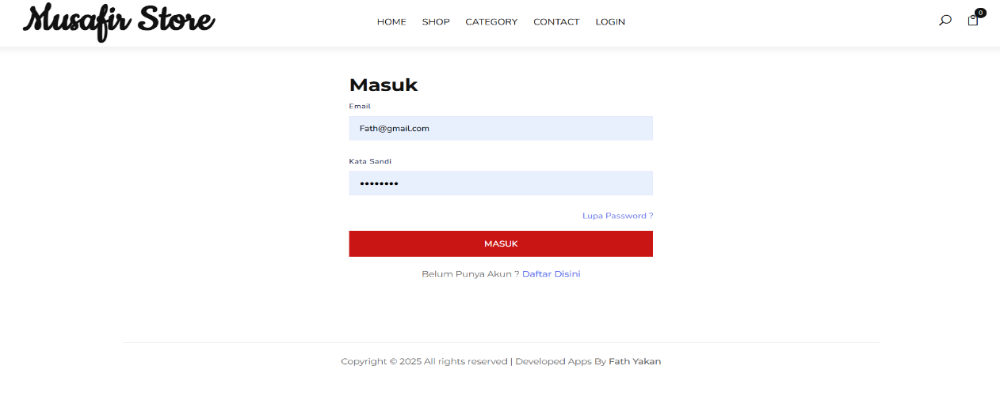 Musafir Store
HOME SHOP CATEGORY CONTACT LOGIN
0
Masuk
Email
Fath@gmail.com
Kata Sandi
••••••••
Lupa Password ?
MASUK
Belum Punya Akun ? Daftar Disini
Copyright © 2025 All rights reserved | Developed Apps By Fath Yakan